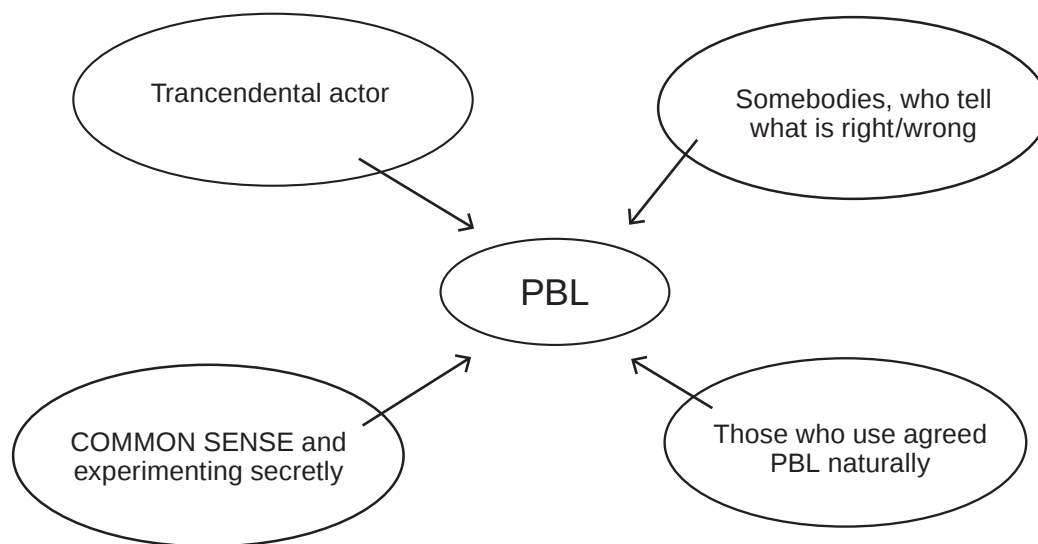 Trancendental actor
Somebodies, who tell
what is right/wrong
PBL
COMMON SENSE and
experimenting secretly
Those who use agreed
PBL naturally